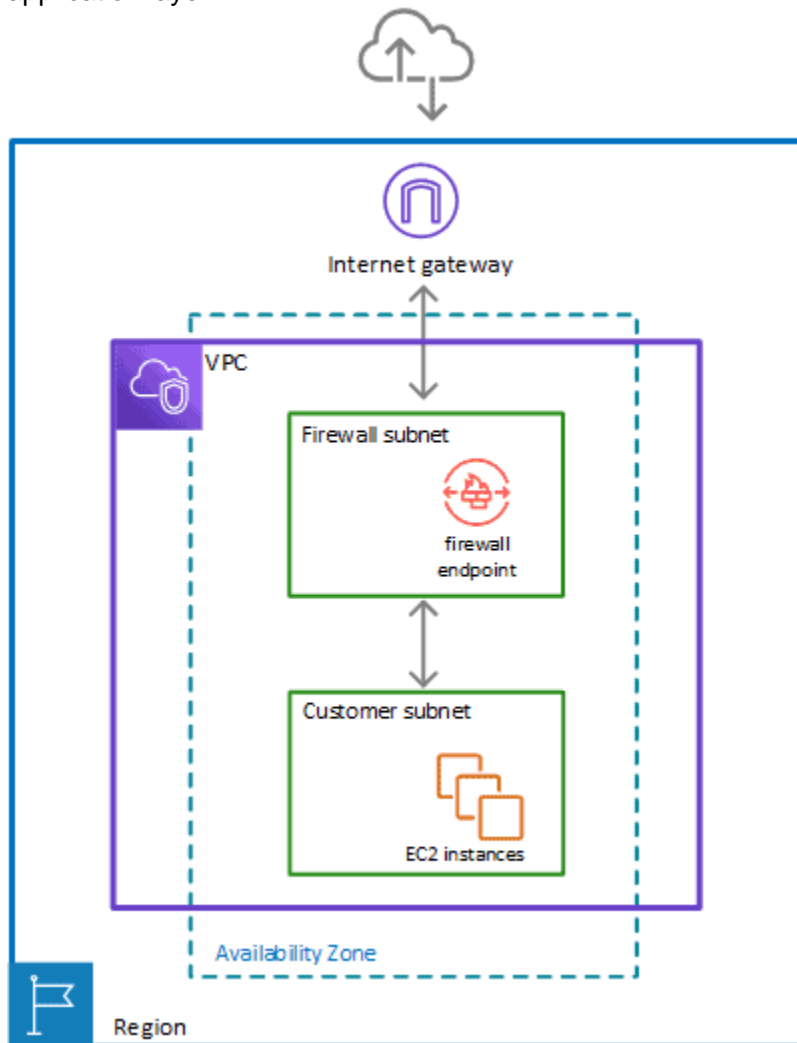 Internet gateway
VPC
Firewall subnet
firewall
endpoint
Customer subnet
EC2 instances
Availability Zone
Region